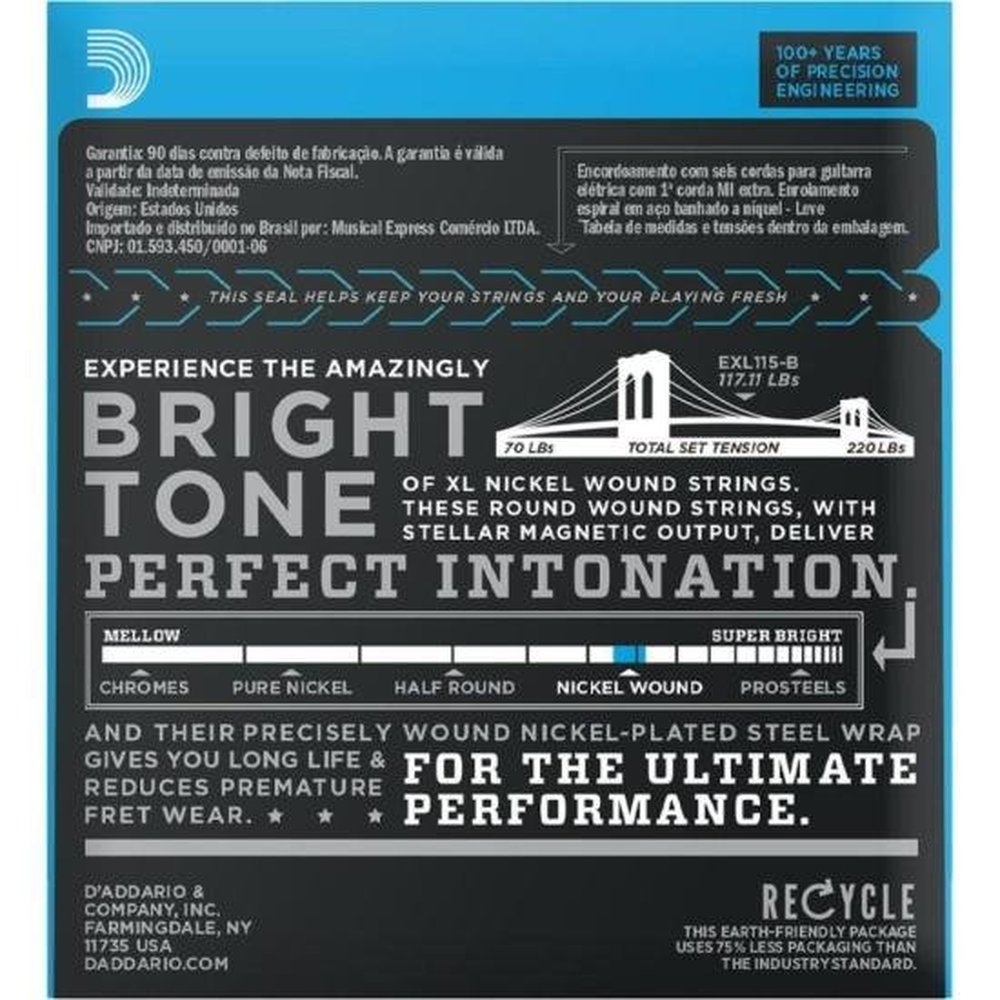 100+ YEARS
OF PRECISION
ENGINEERING
Garantia: 90 dias contra defeito de fabricação. A garantia é válida
a partir da data de emissão da Nota Fiscal.
Validade: Indeterminada
Origem: Estados Unidos
Importado e distribuído no Brasil por: Musical Express Comércio LTDA.
CNPJ: 01.593.450/0001-06
Encordoamento com seis cordas para guitarra
elétrica com 1ª corda MI extra. Enrolamento
espiral em aço banhado a níquel - Leve
Tabela de medidas e tensões dentro da embalagem.
THIS SEAL HELPS KEEP YOUR STRINGS AND YOUR PLAYING FRESH
EXPERIENCE THE AMAZINGLY
BRIGHT
TONE
EXL115-B
117.11 LBs
70 LBs TOTAL SET TENSION 220 LBs
OF XL NICKEL WOUND STRINGS.
THESE ROUND WOUND STRINGS, WITH
STELLAR MAGNETIC OUTPUT, DELIVER
PERFECT INTONATION.
MELLOW SUPER BRIGHT
CHROMES PURE NICKEL HALF ROUND NICKEL WOUND PROSTEELS
AND THEIR PRECISELY WOUND NICKEL-PLATED STEEL WRAP
GIVES YOU LONG LIFE &
REDUCES PREMATURE
FRET WEAR.
FOR THE ULTIMATE
PERFORMANCE.
D'ADDARIO &
COMPANY, INC.
FARMINGDALE, NY
11735 USA
DADDARIO.COM
RECYCLE
THIS EARTH-FRIENDLY PACKAGE
USES 75% LESS PACKAGING THAN
THE INDUSTRY STANDARD.